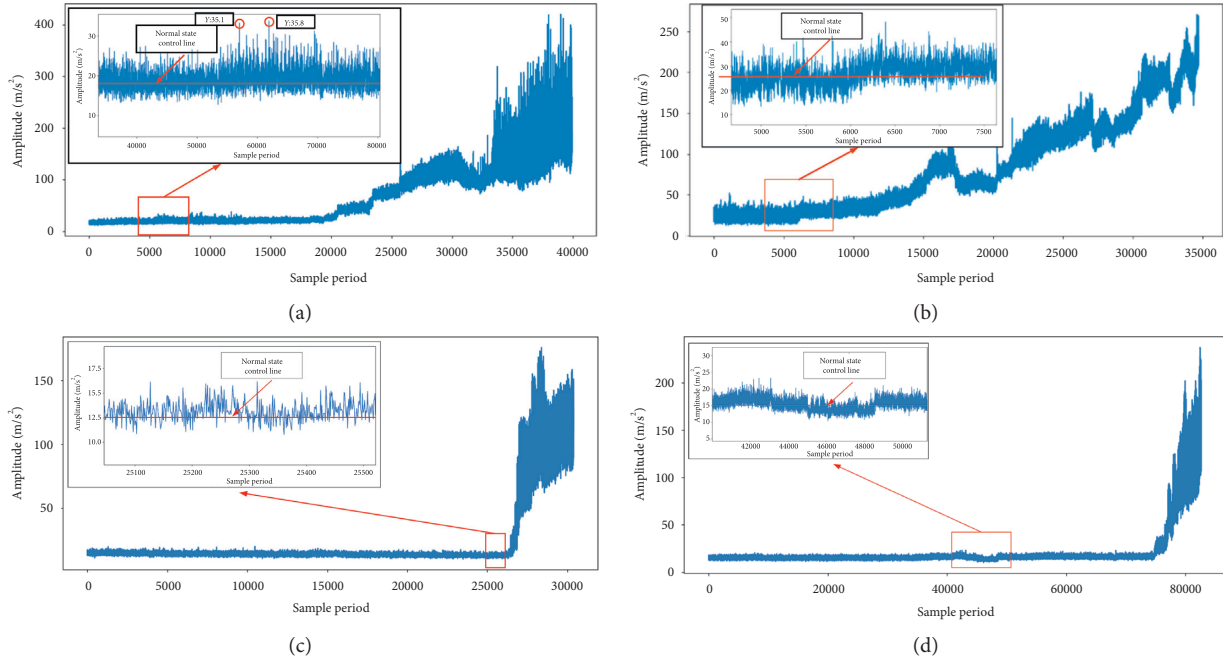 400
300
200
100
0
Amplitude (m/s²)
Y:35.1
Y:35.8
Normal state
control line
30
20
10
Amplitude (m/s²)
40000 50000 60000 70000 80000
Sample period
0 5000 10000 15000 20000 25000 30000 35000 40000
Sample period
(a)
250
200
150
100
50
0
Amplitude (m/s²)
Normal state
control line
50
40
30
20
10
Amplitude (m/s²)
5000 5500 6000 6500 7000 7500
Sample period
0 5000 10000 15000 20000 25000 30000 35000
Sample period
(b)
150
100
50
Amplitude (m/s²)
Normal state
control line
17.5
15.0
12.5
10.0
Amplitude (m/s²)
25100 25200 25300 25400 25500
Sample period
0 5000 10000 15000 20000 25000 30000
Sample period
(c)
200
150
100
50
0
Amplitude (m/s²)
Normal state
control line
30
25
20
15
10
5
Amplitude (m/s²)
42000 44000 46000 48000 50000
Sample period
0 20000 40000 60000 80000
Sample period
(d)